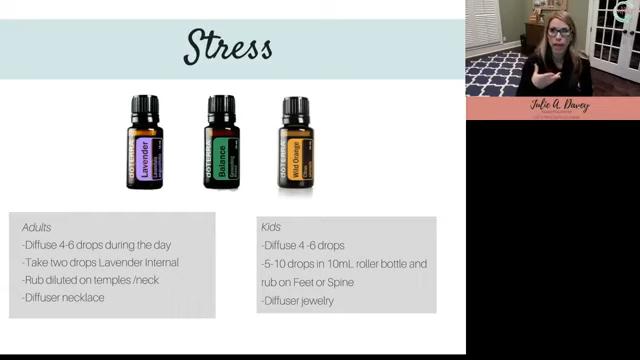 Stress
dōTERRA
Lavender
dōTERRA
Balance
Grounding
dōTERRA
Wild Orange
Adults
-Diffuse 4-6 drops during the day
-Take two drops Lavender Internal
-Rub diluted on temples /neck
-Diffuser necklace
Kids
-Diffuse 4 -6 drops
-5-10 drops in 10mL roller bottle and
rub on Feet or Spine
-Diffuser jewelry
Julie A. Davey